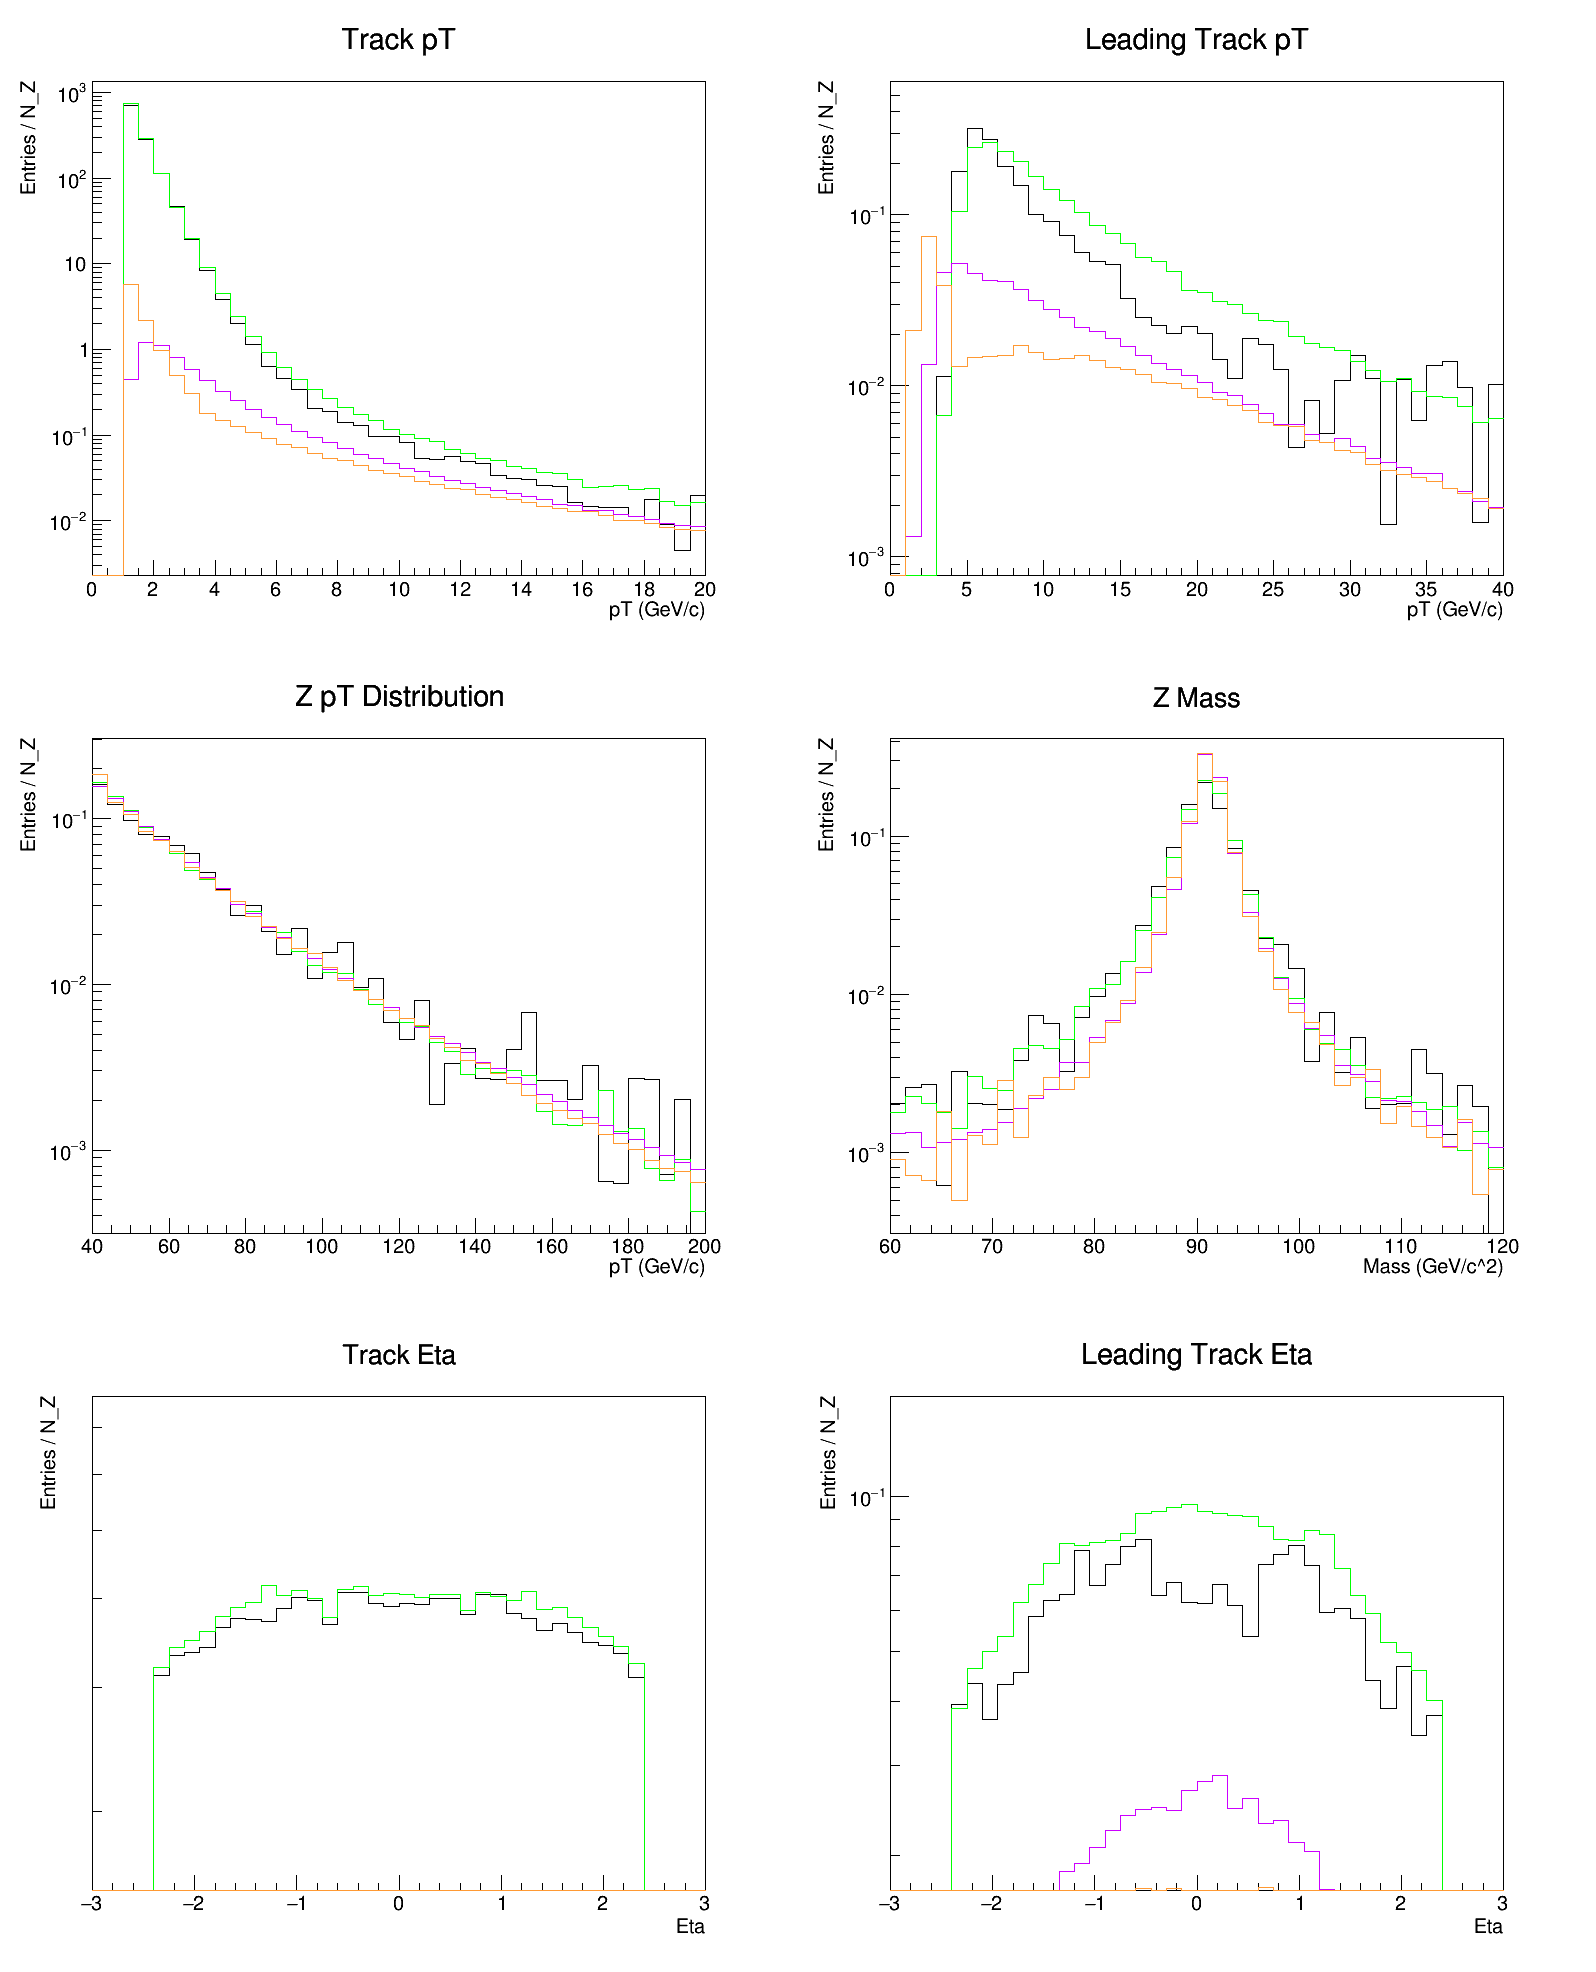 Track pT
Entries / N_Z
10³
10²
10
1
10⁻¹
10⁻²
0 2 4 6 8 10 12 14 16 18 20
pT (GeV/c)
Leading Track pT
Entries / N_Z
10⁻¹
10⁻²
10⁻³
0 5 10 15 20 25 30 35 40
pT (GeV/c)
Z pT Distribution
Entries / N_Z
10⁻¹
10⁻²
10⁻³
40 60 80 100 120 140 160 180 200
pT (GeV/c)
Z Mass
Entries / N_Z
10⁻¹
10⁻²
10⁻³
60 70 80 90 100 110 120
Mass (GeV/c^2)
Track Eta
Entries / N_Z
−3 −2 −1 0 1 2 3
Eta
Leading Track Eta
Entries / N_Z
10⁻¹
−3 −2 −1 0 1 2 3
Eta